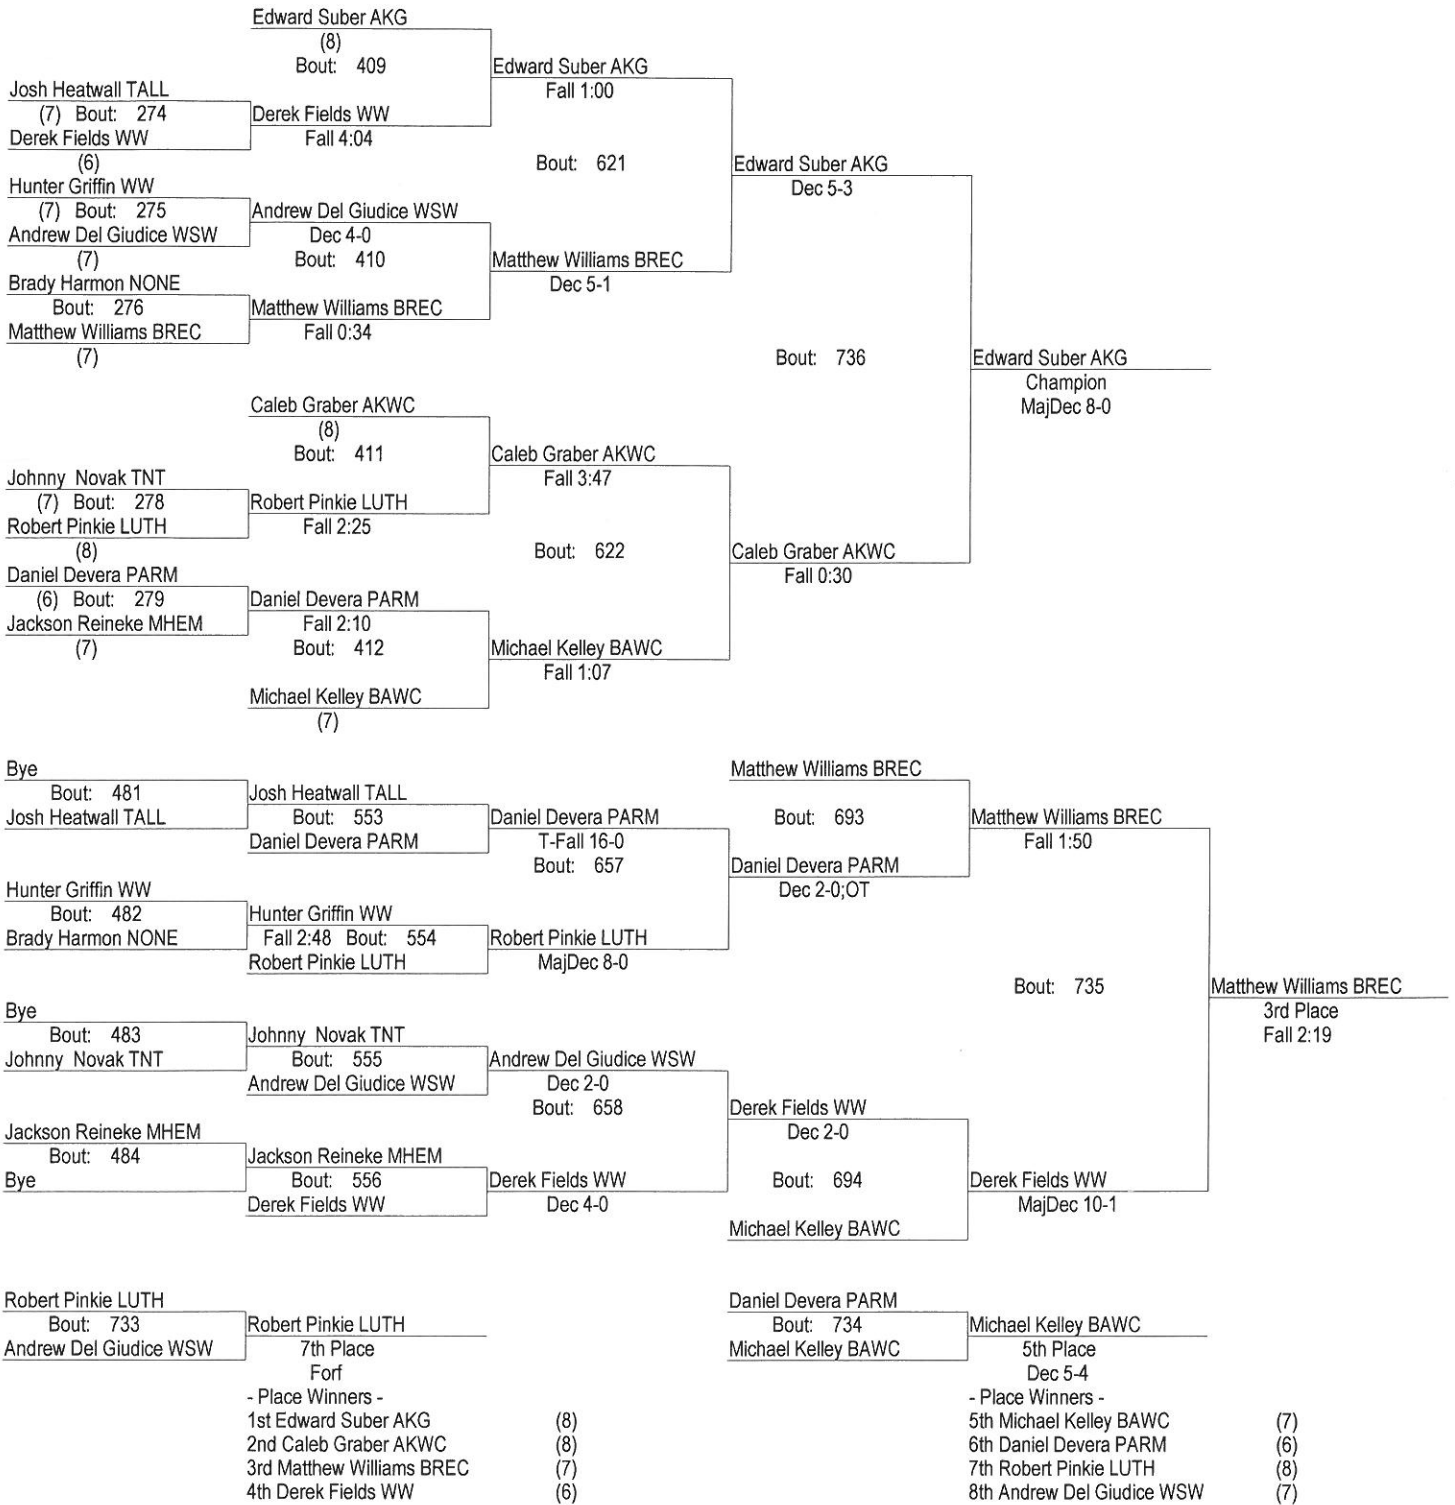 Edward Suber AKG
(8)
Bout: 409
Edward Suber AKG
Fall 1:00
Josh Heatwall TALL
(7) Bout: 274
Derek Fields WW
Derek Fields WW
Fall 4:04
(6)
Bout: 621
Edward Suber AKG
Dec 5-3
Hunter Griffin WW
(7) Bout: 275
Andrew Del Giudice WSW
Andrew Del Giudice WSW
Dec 4-0
(7)
Bout: 410
Matthew Williams BREC
Dec 5-1
Brady Harmon NONE
Bout: 276
Matthew Williams BREC
Matthew Williams BREC
Fall 0:34
(7)
Bout: 736
Edward Suber AKG
Champion
MajDec 8-0
Caleb Graber AKWC
(8)
Bout: 411
Caleb Graber AKWC
Fall 3:47
Johnny Novak TNT
(7) Bout: 278
Robert Pinkie LUTH
Robert Pinkie LUTH
Fall 2:25
(8)
Bout: 622
Caleb Graber AKWC
Fall 0:30
Daniel Devera PARM
(6) Bout: 279
Jackson Reineke MHEM
Daniel Devera PARM
Fall 2:10
(7)
Bout: 412
Michael Kelley BAWC
Fall 1:07
Michael Kelley BAWC
(7)
Bye
Bout: 481
Josh Heatwall TALL
Josh Heatwall TALL
Bout: 553
Daniel Devera PARM
Daniel Devera PARM
T-Fall 16-0
Bout: 657
Matthew Williams BREC
Bout: 693
Daniel Devera PARM
Dec 2-0;OT
Matthew Williams BREC
Fall 1:50
Hunter Griffin WW
Bout: 482
Brady Harmon NONE
Hunter Griffin WW
Fall 2:48 Bout: 554
Robert Pinkie LUTH
Robert Pinkie LUTH
MajDec 8-0
Bout: 735
Matthew Williams BREC
3rd Place
Fall 2:19
Bye
Bout: 483
Johnny Novak TNT
Johnny Novak TNT
Bout: 555
Andrew Del Giudice WSW
Andrew Del Giudice WSW
Dec 2-0
Bout: 658
Derek Fields WW
Dec 2-0
Jackson Reineke MHEM
Bout: 484
Bye
Jackson Reineke MHEM
Bout: 556
Derek Fields WW
Derek Fields WW
Dec 4-0
Bout: 694
Michael Kelley BAWC
Derek Fields WW
MajDec 10-1
Robert Pinkie LUTH
Bout: 733
Andrew Del Giudice WSW
Robert Pinkie LUTH
7th Place
Forf
Daniel Devera PARM
Bout: 734
Michael Kelley BAWC
Michael Kelley BAWC
5th Place
Dec 5-4
- Place Winners -
1st Edward Suber AKG (8)
2nd Caleb Graber AKWC (8)
3rd Matthew Williams BREC (7)
4th Derek Fields WW (6)
- Place Winners -
5th Michael Kelley BAWC (7)
6th Daniel Devera PARM (6)
7th Robert Pinkie LUTH (8)
8th Andrew Del Giudice WSW (7)